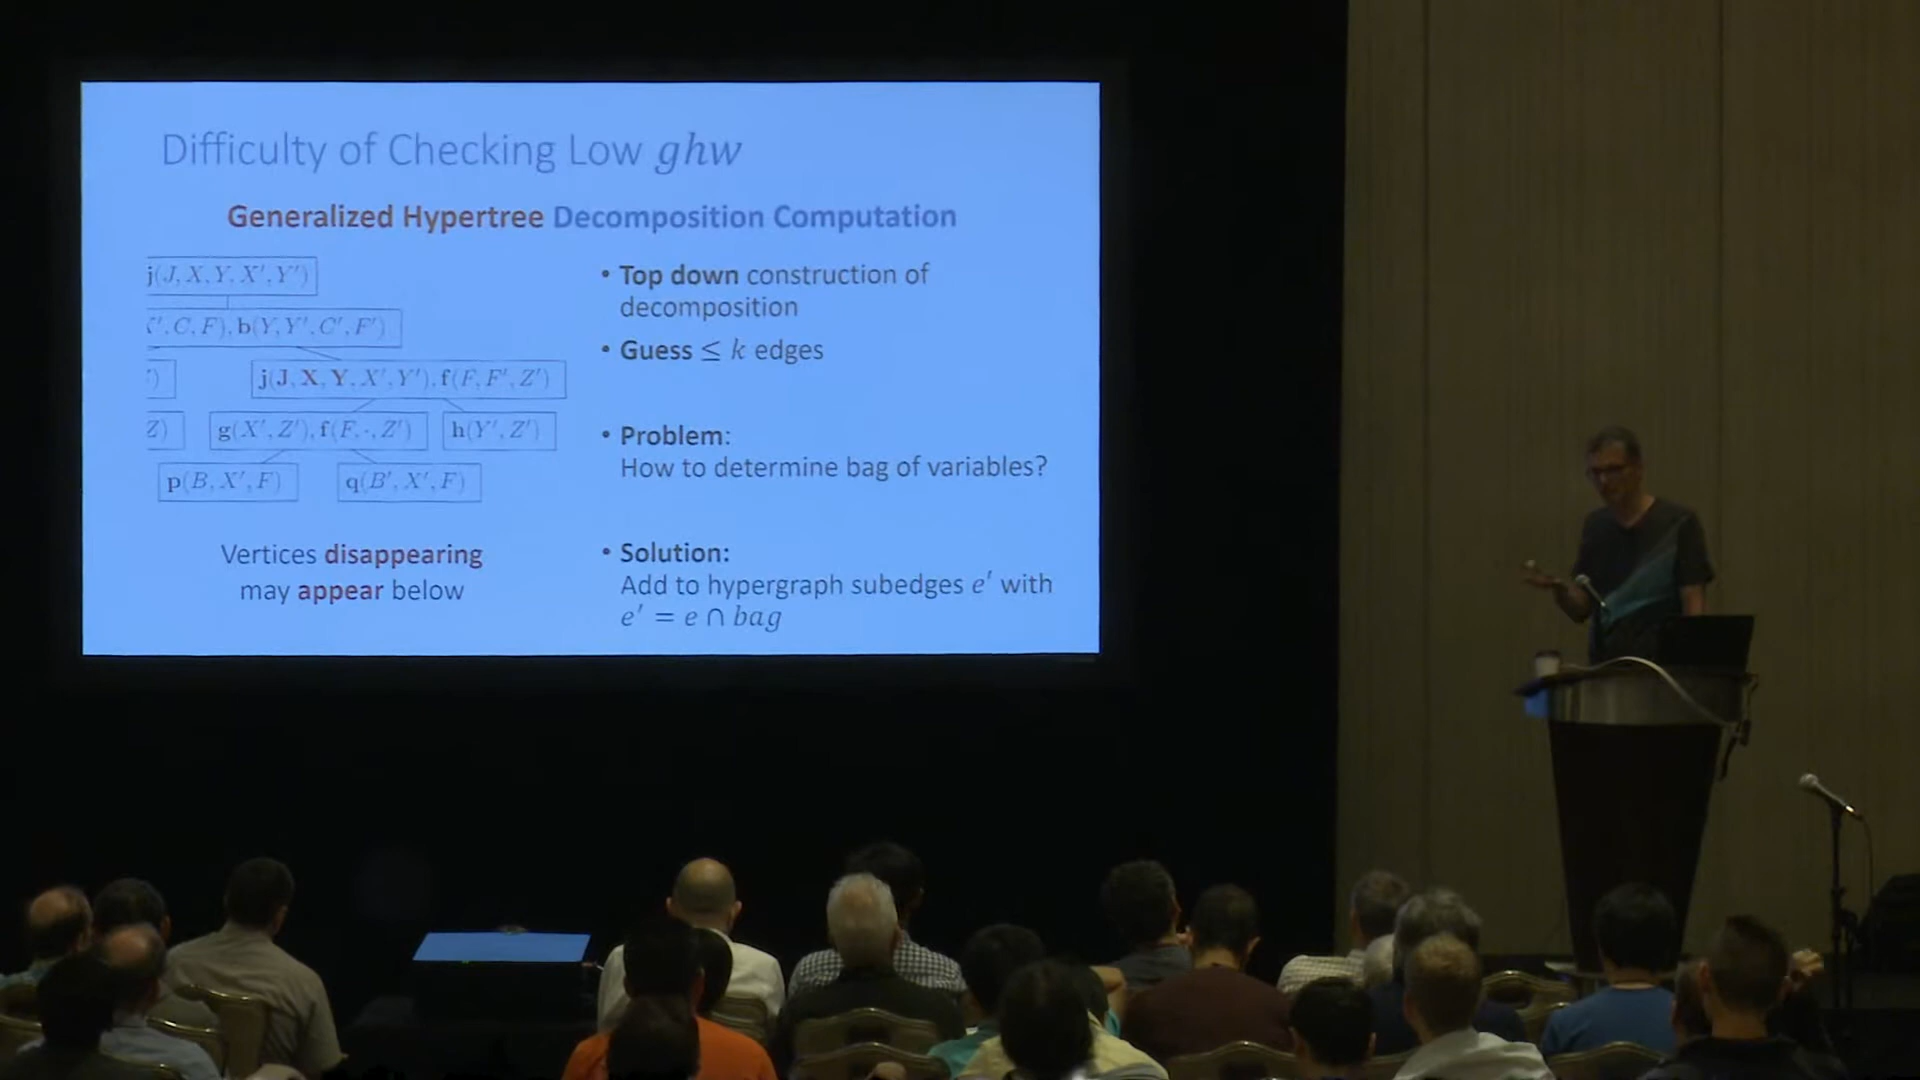 Difficulty of Checking Low ghw
Generalized Hypertree Decomposition Computation
j(J, X, Y, X′, Y′)
C′, C, F), b(Y, Y′, C′, F′)
′)
j(J, X, Y, X′, Y′), f(F, F′, Z′)
Z)
g(X′, Z′), f(F, ·, Z′)
h(Y′, Z′)
p(B, X′, F)
q(B′, X′, F)
Vertices disappearing
may appear below
• Top down construction of
decomposition
• Guess ≤ k edges
• Problem:
How to determine bag of variables?
• Solution:
Add to hypergraph subedges e′ with
e′ = e ∩ bag